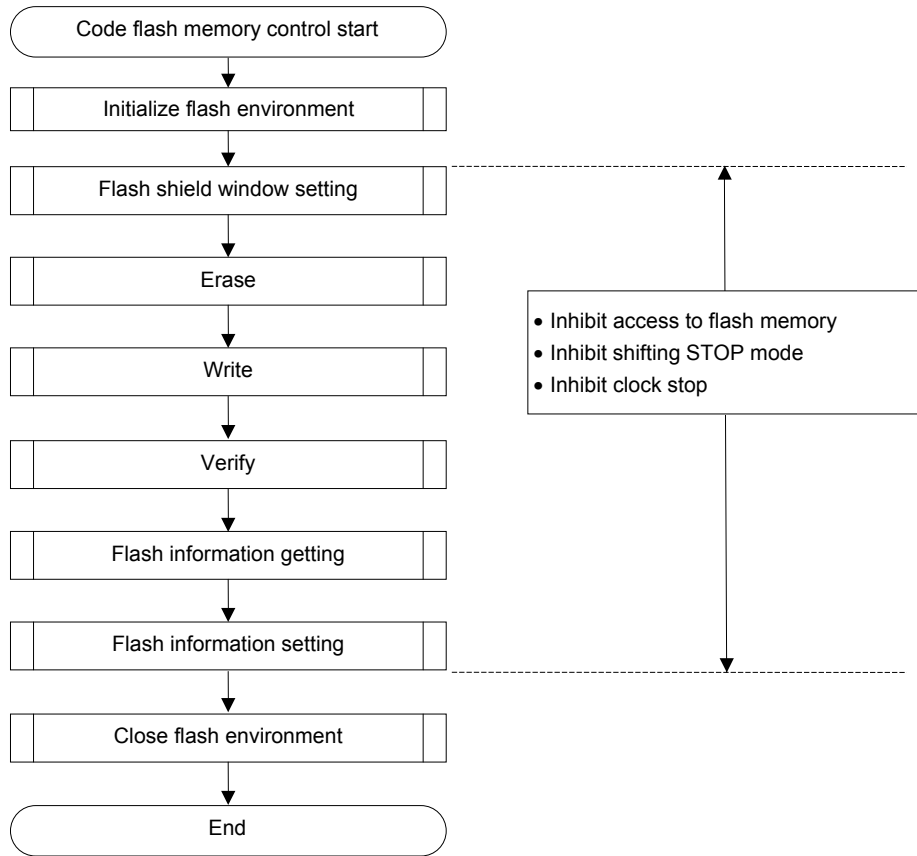 Code flash memory control start
Initialize flash environment
Flash shield window setting
Erase
Write
Verify
Flash information getting
Flash information setting
Close flash environment
End
• Inhibit access to flash memory
• Inhibit shifting STOP mode
• Inhibit clock stop